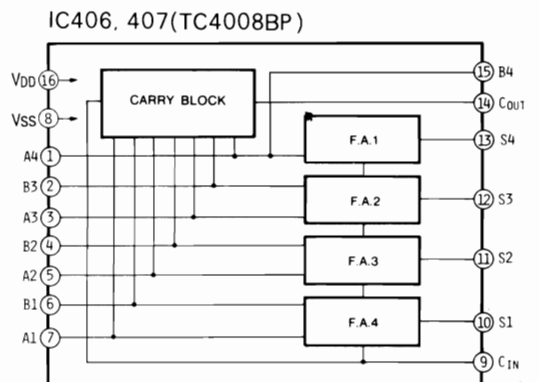 IC406, 407(TC4008BP)
VDD 16
15 B4
CARRY BLOCK
14 COUT
VSS 8
F.A.1
13 S4
A4 1
B3 2
F.A.2
12 S3
A3 3
B2 4
F.A.3
11 S2
A2 5
B1 6
F.A.4
10 S1
A1 7
9 CIN